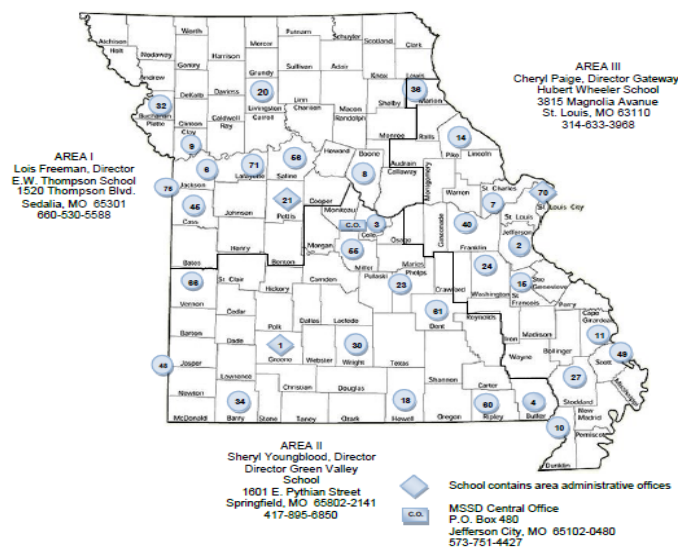 Worth
Putnam
Schuyler
Scotland
Clark
Atchison
Holt
Nodaway
Gentry
Harrison
Mercer
Sullivan
Adair
Knox
Lewis
Andrew
DeKalb
Daviess
Grundy
Linn
Macon
Shelby
Marion
36
20
Livingston
32
Buchanan
Platte
Clinton
Clay
Caldwell
Ray
Carroll
Chariton
Randolph
Monroe
Ralls
14
Pike
Lincoln
9
6
71
56
Howard
Boone
8
Audrain
Callaway
Montgomery
Warren
St Charles
7
70
St Louis City
St Louis
78
Jackson
Lafayette
Saline
45
Cass
Johnson
21
Pettis
Cooper
Moniteau
C.O.
3
Cole
Osage
Gasconade
40
Franklin
Jefferson
2
Henry
Benton
Morgan
55
Miller
Maries
Phelps
24
Washington
15
Ste
Genevieve
St
Francois
Perry
Bates
66
Vernon
St Clair
Hickory
Camden
Pulaski
23
Crawford
61
Dent
Reynolds
Iron
Madison
Cape
Girardeau
11
Cedar
Polk
Dallas
Laclede
Wayne
Bollinger
Scott
49
Barton
Dade
1
Greene
Webster
30
Wright
Texas
Shannon
27
Stoddard
Mississippi
Jasper
Lawrence
Christian
Douglas
Carter
New
Madrid
Newton
34
18
60
4
10
McDonald
Barry
Stone
Taney
Ozark
Howell
Oregon
Ripley
Butler
Pemiscot
Dunklin
AREA III
Cheryl Paige, Director Gateway
Hubert Wheeler School
3815 Magnolia Avanue
St. Louis, MO 63110
314-633-3968
AREA I
Lois Freeman, Director
E.W. Thompson School
1520 Thompson Blvd.
Sedalia, MO 65301
660-530-5588
AREA II
Sheryl Youngblood, Director
Director Green Valley
School
1601 E. Pythian Street
Springfield, MO 65802-2141
417-895-6850
School contains area administrative offices
C.O.
MSSD Central Office
P.O. Box 480
Jefferson City, MO 65102-0480
573-751-4427